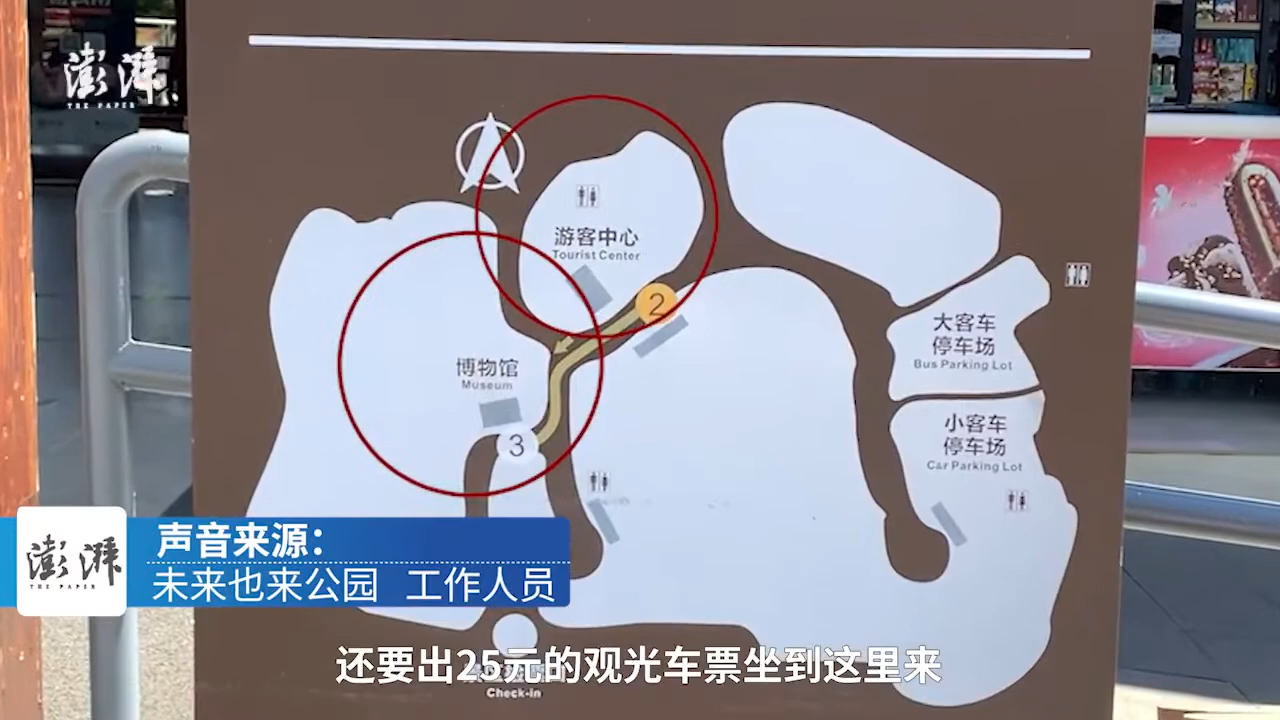 澎湃
THE PAPER
游客中心
Tourist Center
2
博物馆
Museum
3
大客车
停车场
Bus Parking Lot
小客车
停车场
Car Parking Lot
澎湃
THE PAPER
声音来源：
未来也来公园 工作人员
还要出25元的观光车票坐到这里来
Check-in